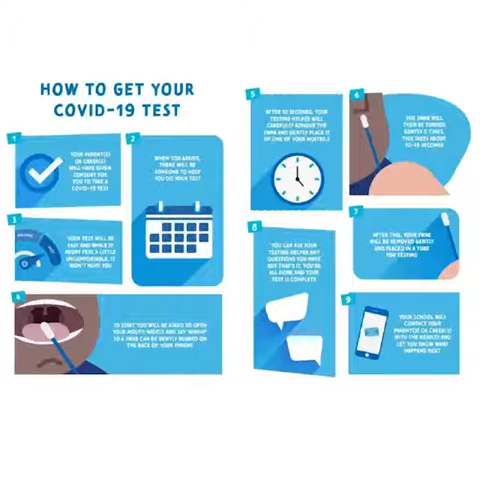 HOW TO GET YOUR
COVID-19 TEST
1
YOUR PARENT(S)
OR CARER(S)
WILL HAVE GIVEN
CONSENT FOR
YOU TO TAKE A
COVID-19 TEST
2
WHEN YOU ARRIVE,
THERE WILL BE
SOMEONE TO HELP
YOU DO YOUR TEST
3
YOUR TEST WILL BE
FAST AND WHILE IT
MIGHT FEEL A LITTLE
UNCOMFORTABLE, IT
WON'T HURT YOU
4
TO START YOU WILL BE ASKED TO OPEN
YOUR MOUTH WIDELY AND SAY
SO A SWAB CAN BE GENTLY RUBBED ON
THE BACK OF YOUR
5
AFTER 10 SECONDS, YOUR
TESTING HELPER WILL
CAREFULLY REMOVE THE
SWAB AND GENTLY PLACE IT
IN ONE OF YOUR NOSTRILS
6
THE SWAB WILL
THEN BE TURNED
GENTLY 5 TIMES,
THIS TAKES ABOUT
10-15 SECONDS
7
AFTER THIS, YOUR SWAB
WILL BE REMOVED GENTLY
AND PLACED IN A TUBE
FOR TESTING
8
YOU CAN ASK YOUR
TESTING HELPER ANY
QUESTIONS YOU HAVE
BUT THAT'S IT, YOU'RE
ALL DONE AND YOUR
TEST IS COMPLETE
9
YOUR SCHOOL WILL
CONTACT YOUR
PARENT(S) OR CARER(S)
WITH THE RESULTS AND
LET YOU KNOW WHAT
HAPPENS NEXT